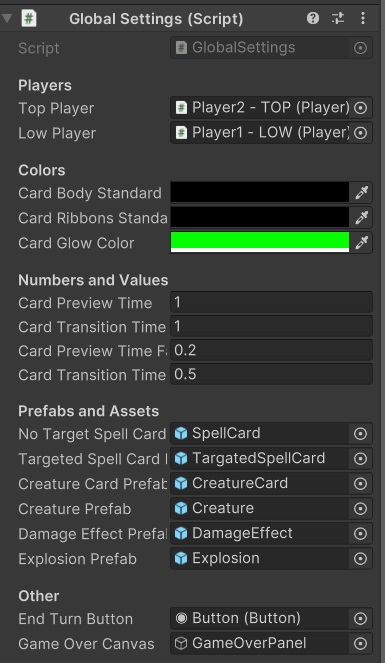 Global Settings (Script)
Script GlobalSettings
Players
Top Player Player2 - TOP (Player)
Low Player Player1 - LOW (Player)
Colors
Card Body Standard
Card Ribbons Standa
Card Glow Color
Numbers and Values
Card Preview Time 1
Card Transition Time 1
Card Preview Time Fa 0.2
Card Transition Time 0.5
Prefabs and Assets
No Target Spell Card SpellCard
Targeted Spell Card TargatedSpellCard
Creature Card Prefab CreatureCard
Creature Prefab Creature
Damage Effect Prefa DamageEffect
Explosion Prefab Explosion
Other
End Turn Button Button (Button)
Game Over Canvas GameOverPanel